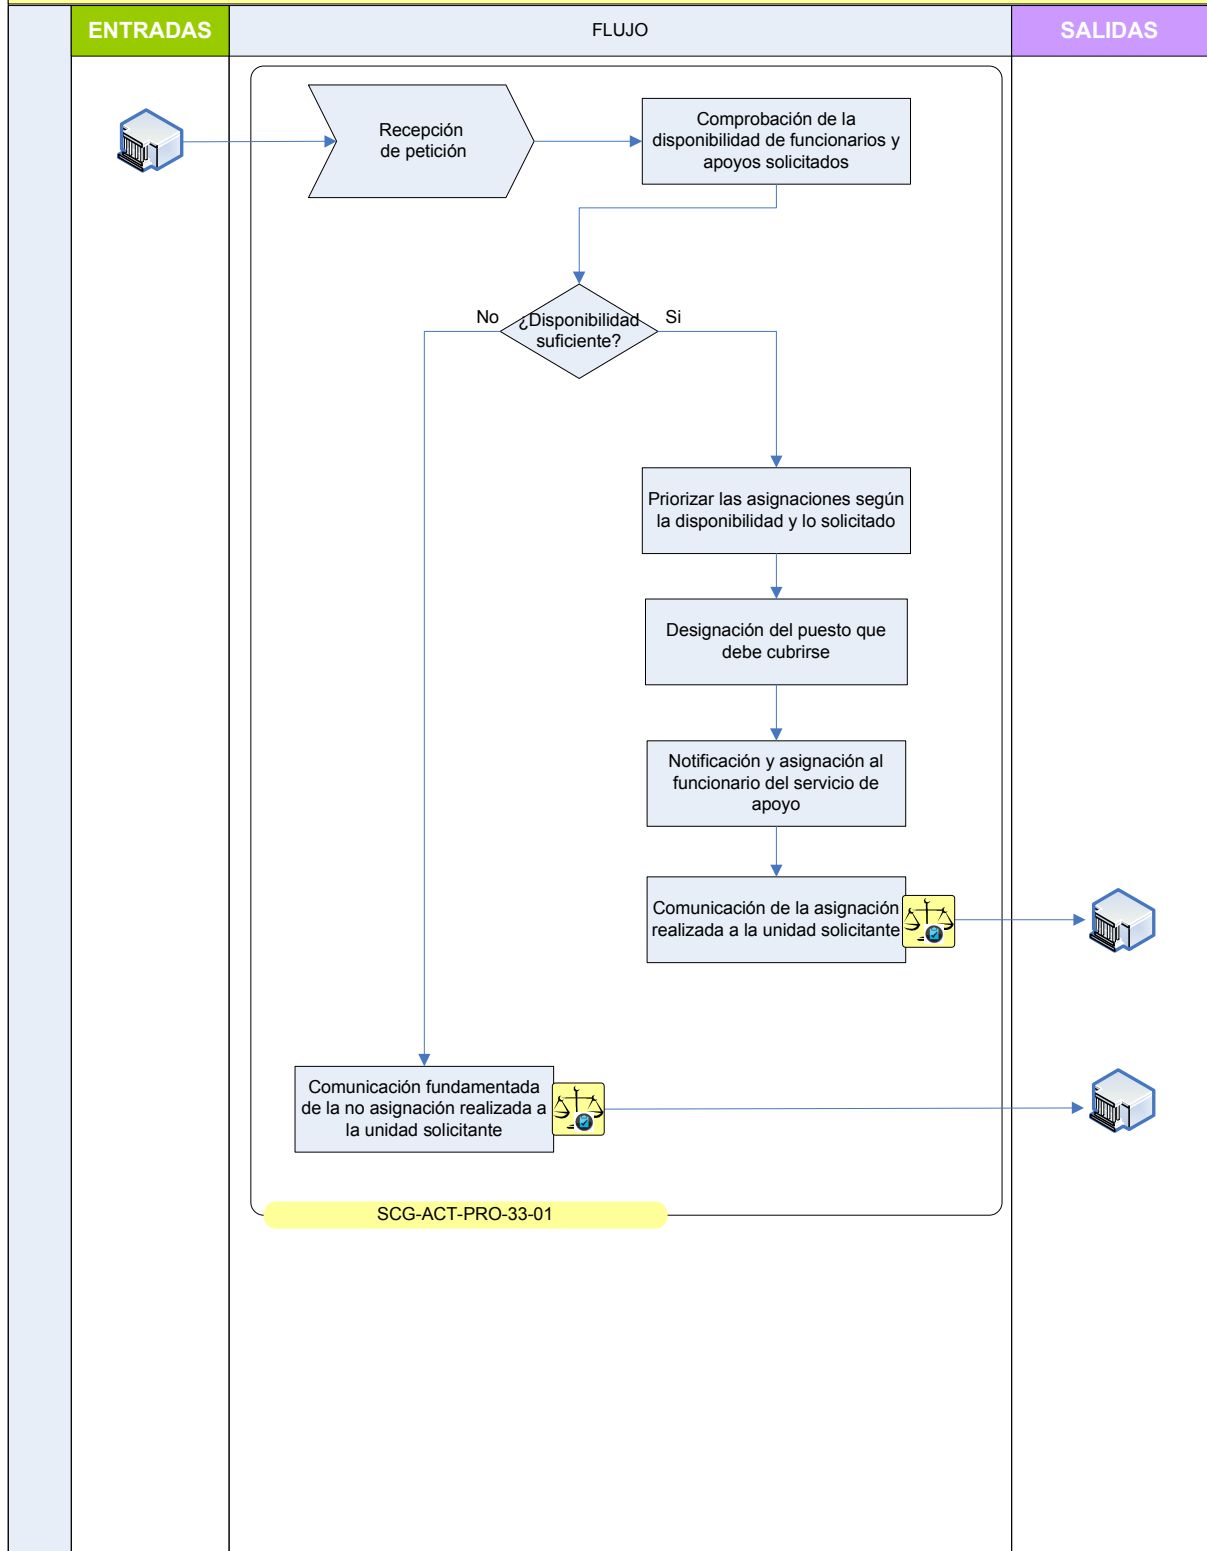 ENTRADAS
FLUJO
SALIDAS
Recepción
de petición
Comprobación de la
disponibilidad de funcionarios y
apoyos solicitados
No
¿Disponibilidad
suficiente?
Si
Priorizar las asignaciones según
la disponibilidad y lo solicitado
Designación del puesto que
debe cubrirse
Notificación y asignación al
funcionario del servicio de
apoyo
Comunicación de la asignación
realizada a la unidad solicitante
Comunicación fundamentada
de la no asignación realizada a
la unidad solicitante
SCG-ACT-PRO-33-01